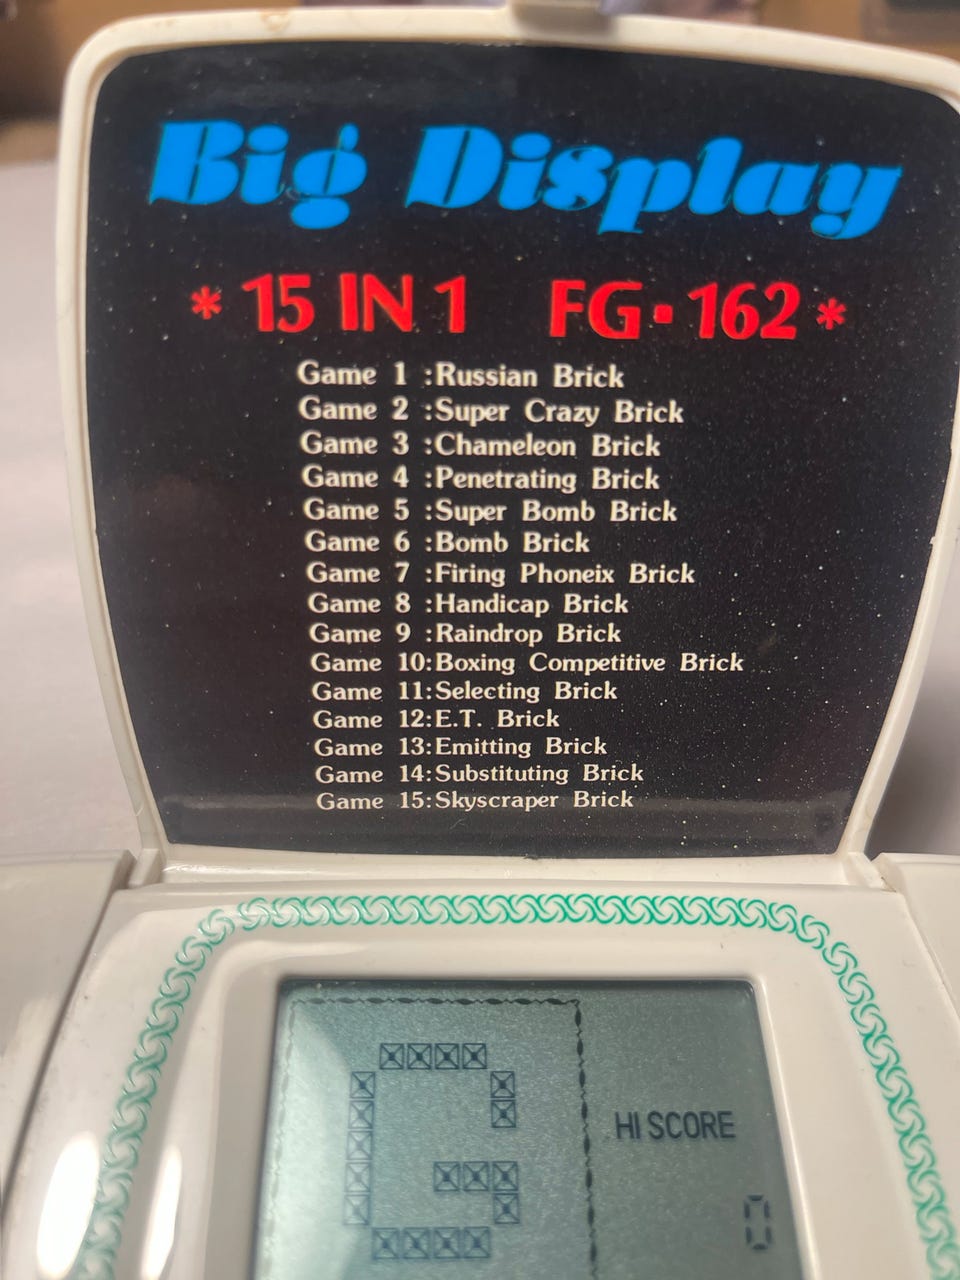 Big Display
* 15 IN 1 FG·162 *
Game 1 :Russian Brick
Game 2 :Super Crazy Brick
Game 3 :Chameleon Brick
Game 4 :Penetrating Brick
Game 5 :Super Bomb Brick
Game 6 :Bomb Brick
Game 7 :Firing Phoneix Brick
Game 8 :Handicap Brick
Game 9 :Raindrop Brick
Game 10:Boxing Competitive Brick
Game 11:Selecting Brick
Game 12:E.T. Brick
Game 13:Emitting Brick
Game 14:Substituting Brick
Game 15:Skyscraper Brick
G
HI SCORE
0